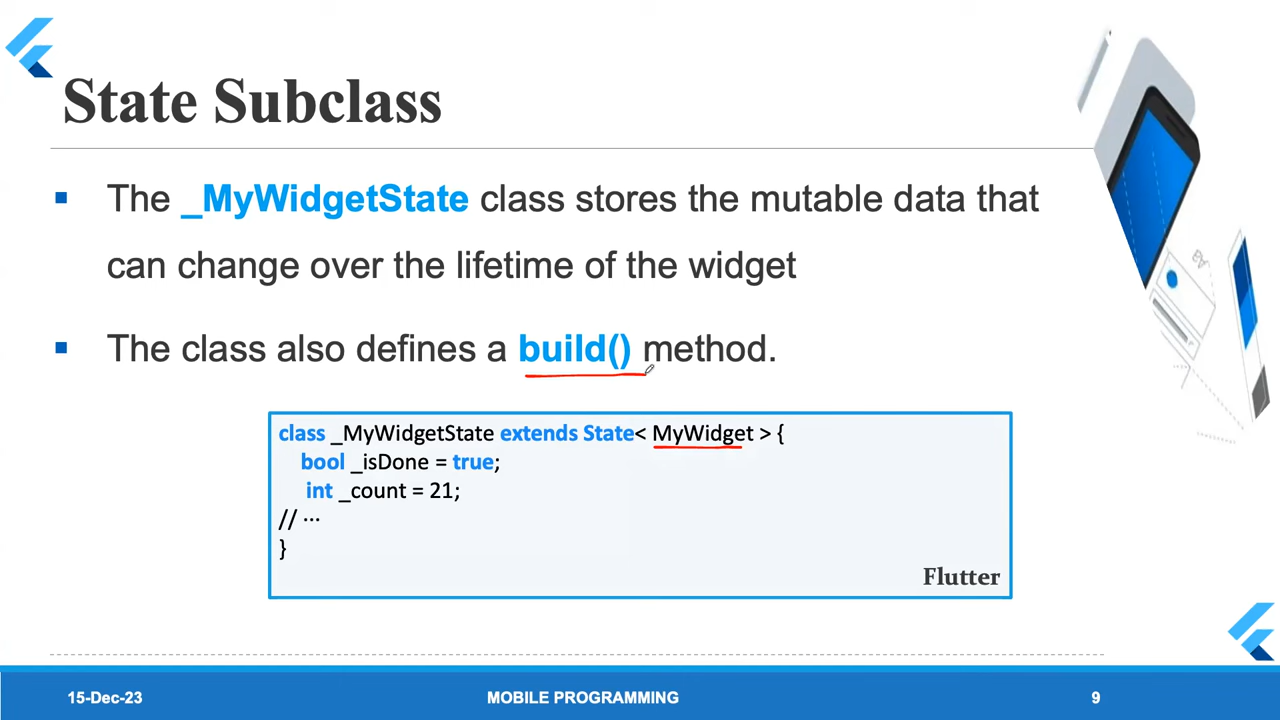 State Subclass
▪ The _MyWidgetState class stores the mutable data that
can change over the lifetime of the widget
▪ The class also defines a build() method.
class _MyWidgetState extends State< MyWidget > {
bool _isDone = true;
int _count = 21;
// ···
}
Flutter
Aa
15-Dec-23 MOBILE PROGRAMMING 9